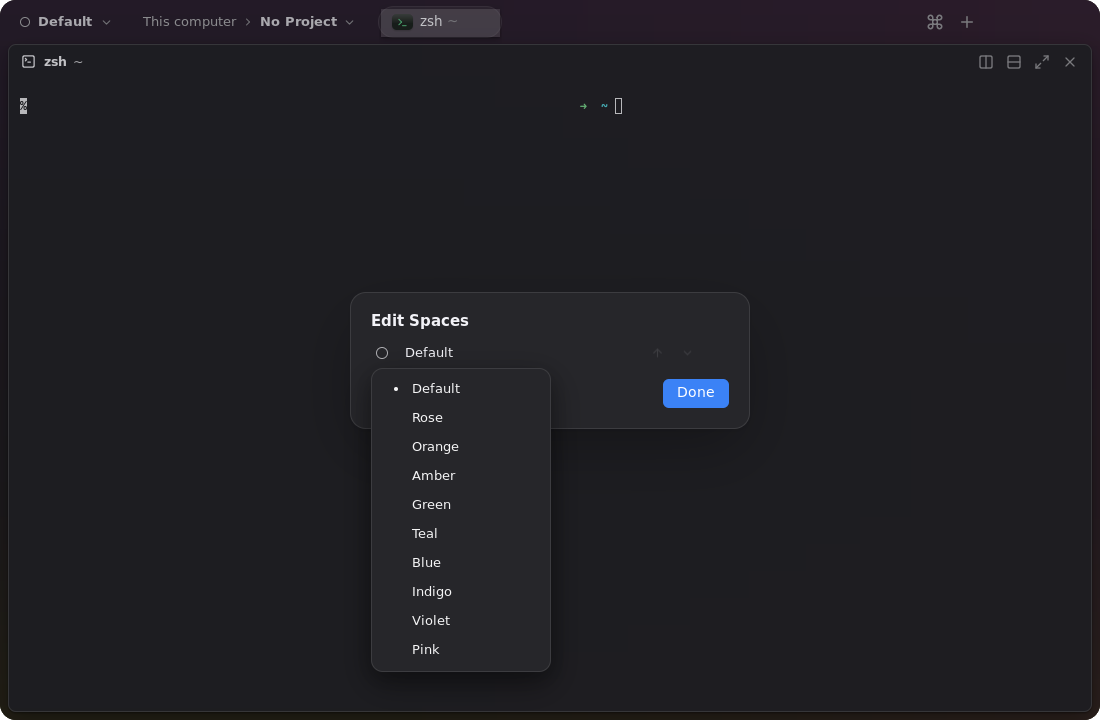 Default This computer No Project zsh ~
zsh ~
% ~
Edit Spaces
Default
Default
Done
Rose
Orange
Amber
Green
Teal
Blue
Indigo
Violet
Pink